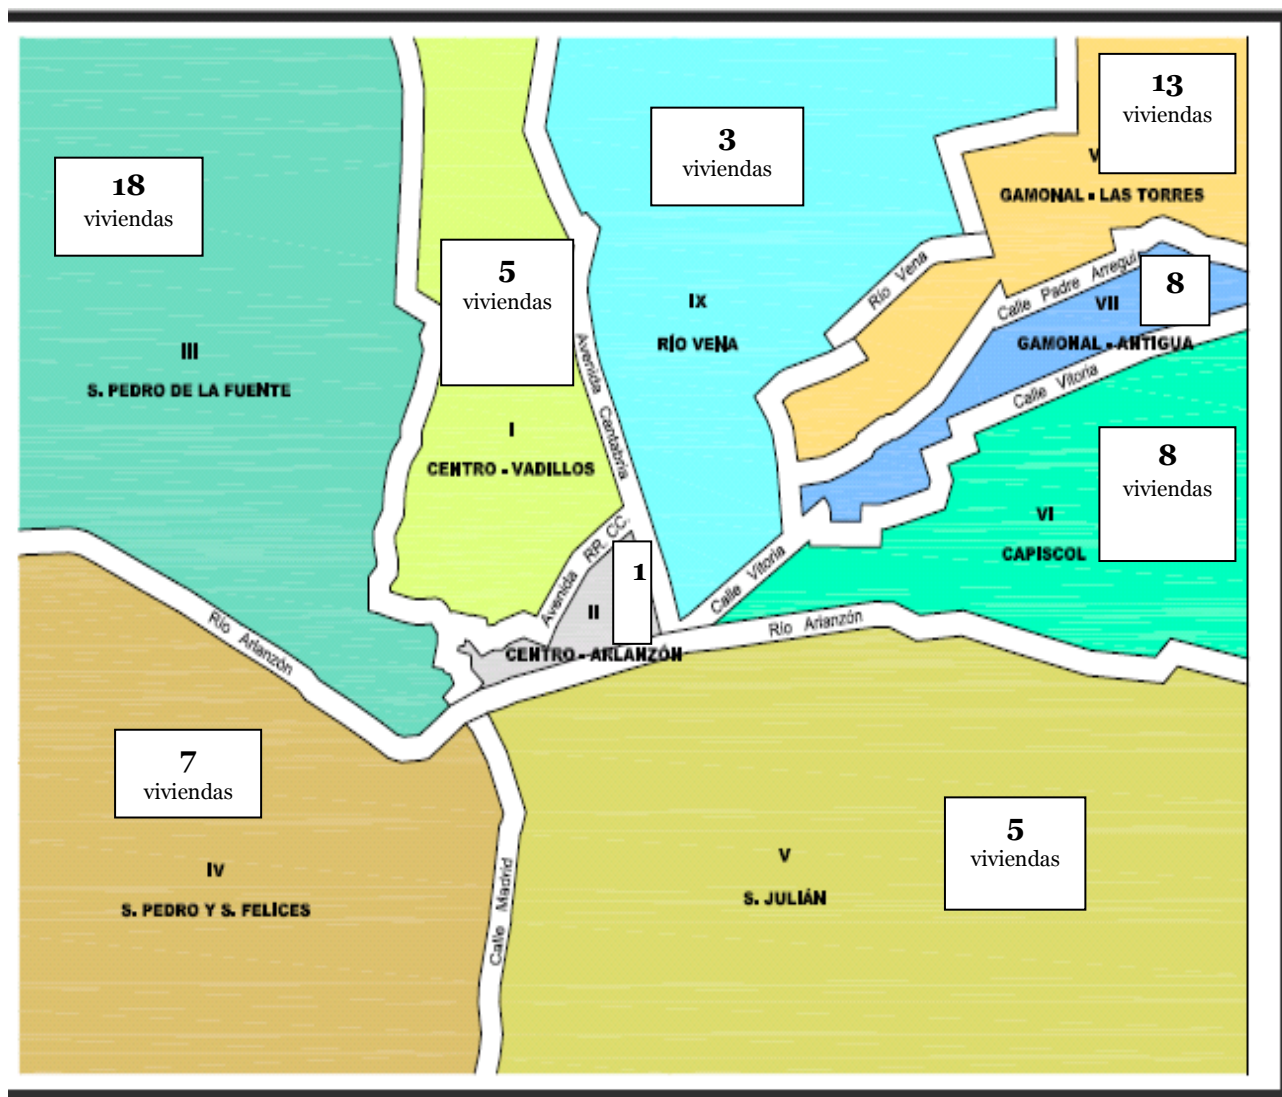 18
viviendas
III
S. PEDRO DE LA FUENTE
5
viviendas
I
CENTRO - VADILLOS
Avenida Cantabria
3
viviendas
IX
RÍO VENA
13
viviendas
V
GAMONAL - LAS TORRES
Río Vena
Calle Padre Arregui
8
VII
GAMONAL - ANTIGUA
Calle Vitoria
8
viviendas
VI
CAPISCOL
Avenida RR. CC.
1
II
CENTRO - ARLANZÓN
Calle Vitoria
Río Arlanzón
Río Arlanzón
7
viviendas
IV
S. PEDRO Y S. FELICES
Calle Madrid
5
viviendas
V
S. JULIÁN